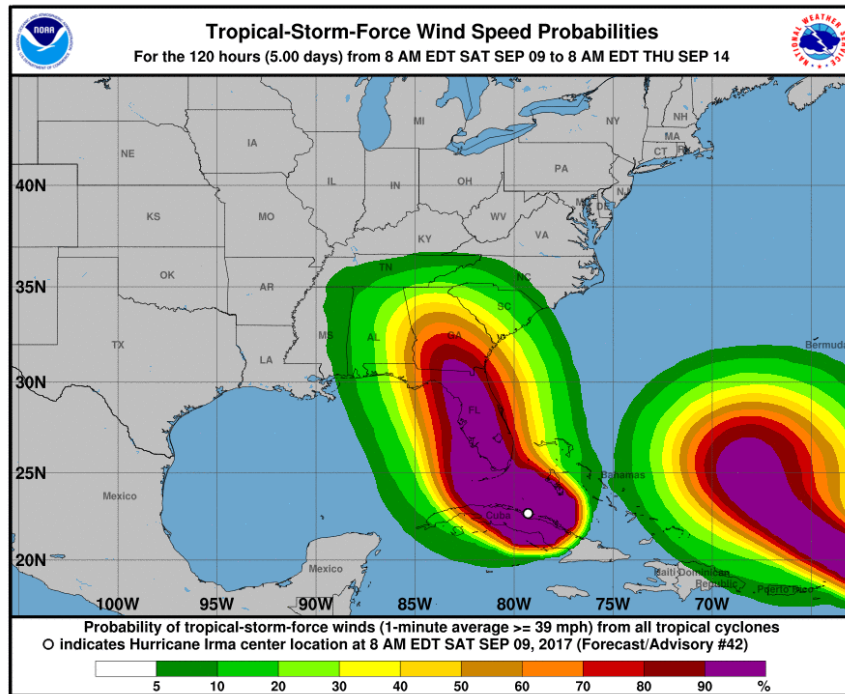 Tropical-Storm-Force Wind Speed Probabilities
For the 120 hours (5.00 days) from 8 AM EDT SAT SEP 09 to 8 AM EDT THU SEP 14
NOAA
NATIONAL WEATHER SERVICE
NH
MI
NY
MA
CT
RI
NE
IA
PA
IL
IN
OH
NJ
40N
MD
DE
WV
KS
MO
VA
KY
TN
NC
OK
35N
AR
SC
MS
AL
GA
Bermuda
TX
LA
30N
FL
25N
Bahamas
Mexico
Cuba
20N
Mexico
Haiti
Dominican
Republic
Puerto Rico
100W
95W
90W
85W
80W
75W
70W
Probability of tropical-storm-force winds (1-minute average >= 39 mph) from all tropical cyclones
O indicates Hurricane Irma center location at 8 AM EDT SAT SEP 09, 2017 (Forecast/Advisory #42)
5 10 20 30 40 50 60 70 80 90 %